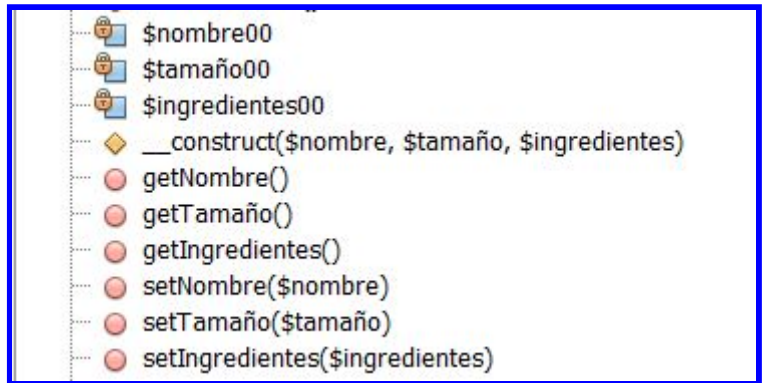 $nombre00
$tamaño00
$ingredientes00
__construct($nombre, $tamaño, $ingredientes)
getNombre()
getTamaño()
getIngredientes()
setNombre($nombre)
setTamaño($tamaño)
setIngredientes($ingredientes)